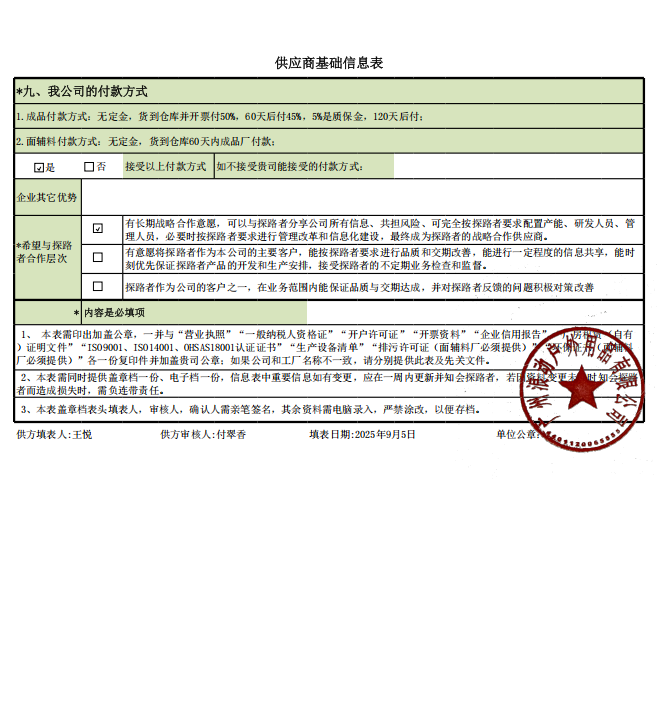 供应商基础信息表
*九、我公司的付款方式
1.成品付款方式：无定金，货到仓库并开票付50%，60天后付45%，5%是质保金，120天后付；
2.面辅料付款方式：无定金，货到仓库60天内成品厂付款；
☑是 □否 接受以上付款方式 如不接受贵司能接受的付款方式：
企业其它优势
*希望与探路者合作层次
☑ 有长期战略合作意愿，可以与探路者分享公司所有信息、共担风险、可完全按探路者要求配置产能、研发人员、管
理人员，必要时按探路者要求进行管理改革和信息化建设，最终成为探路者的战略合作供应商。
□ 有意愿将探路者作为本公司的主要客户，能按探路者要求进行品质和交期改善，能进行一定程度的信息共享，能时
刻优先保证探路者产品的开发和生产安排，接受探路者的不定期业务检查和监督。
□ 探路者作为公司的客户之一，在业务范围内能保证品质与交期达成，并对探路者反馈的问题积极对策改善
* 内容是必填项
1、 本表需印出加盖公章，一并与“营业执照”“一般纳税人资格证”“开户许可证”“开票资料”“企业信用报告”（自有
）证明文件”“ISO9001、ISO14001、OHSAS18001认证证书”“生产设备清单”“排污许可证（面辅料厂必须提供）”（面辅料
厂必须提供）”各一份复印件并加盖贵司公章；如果公司和工厂名称不一致，请分别提供此表及先关文件。
2、本表需同时提供盖章档一份、电子档一份，信息表中重要信息如有变更，应在一周内更新并知会探路者，若因资料变更未及时知会探路
者而造成损失时，需负连带责任。
3、本表盖章档表头填表人，审核人，确认人需亲笔签名，其余资料需电脑录入，严禁涂改，以便存档。
供方填表人:王悦 供方审核人:付翠香 填表日期:2025年9月5日 单位公章: